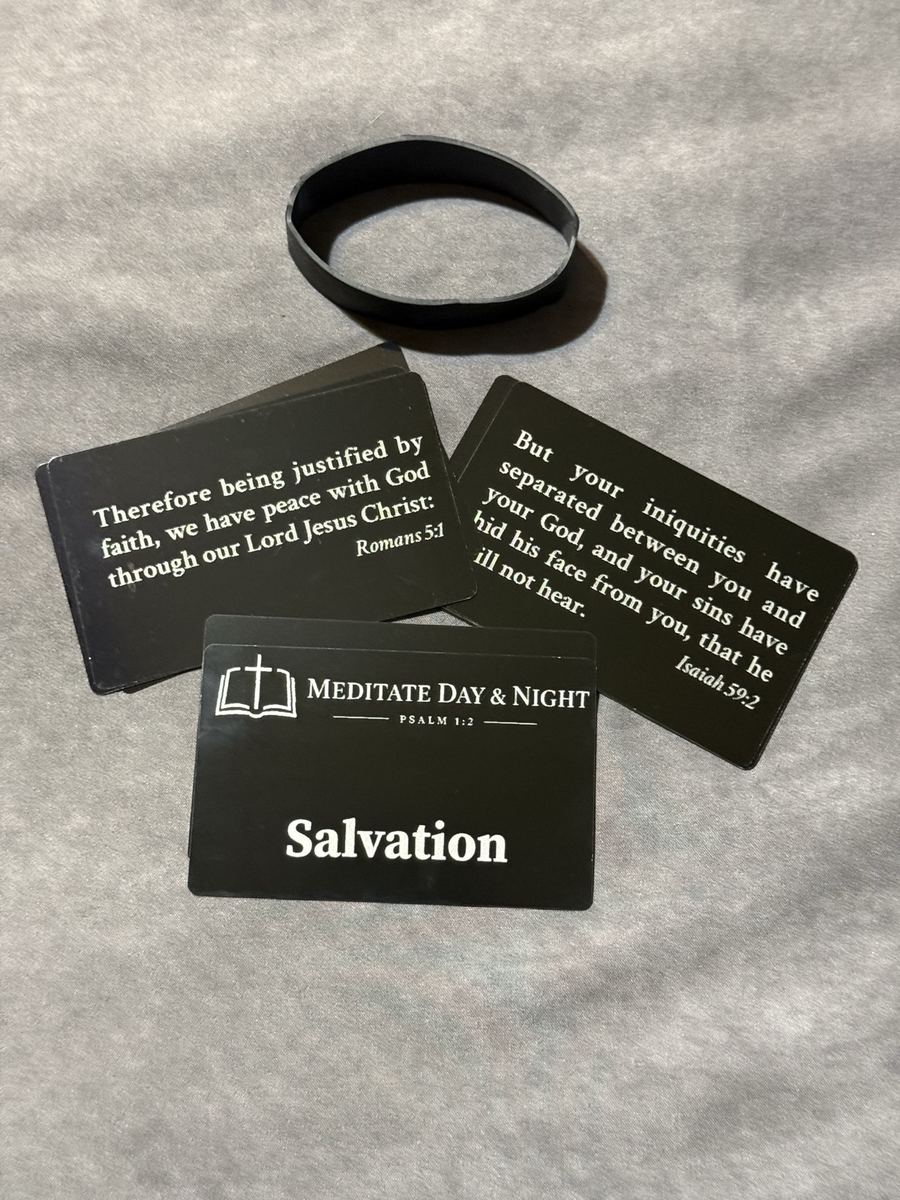 Therefore being justified by
faith, we have peace with God
through our Lord Jesus Christ:
Romans 5:1
But your iniquities have
separated between you and
your God, and your sins have
hid his face from you, that he
ill not hear.
Isaiah 59:2
MEDITATE DAY & NIGHT
PSALM 1:2
Salvation